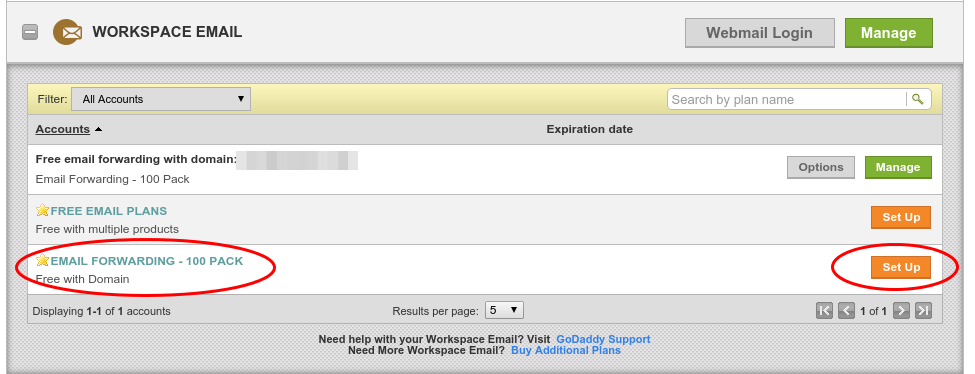 WORKSPACE EMAIL Webmail Login Manage
Filter: All Accounts Search by plan name
Accounts Expiration date
Free email forwarding with domain:
Email Forwarding - 100 Pack Options Manage
FREE EMAIL PLANS
Free with multiple products Set Up
EMAIL FORWARDING - 100 PACK
Free with Domain Set Up
Displaying 1-1 of 1 accounts Results per page: 5 1 of 1
Need help with your Workspace Email? Visit GoDaddy Support
Need More Workspace Email? Buy Additional Plans